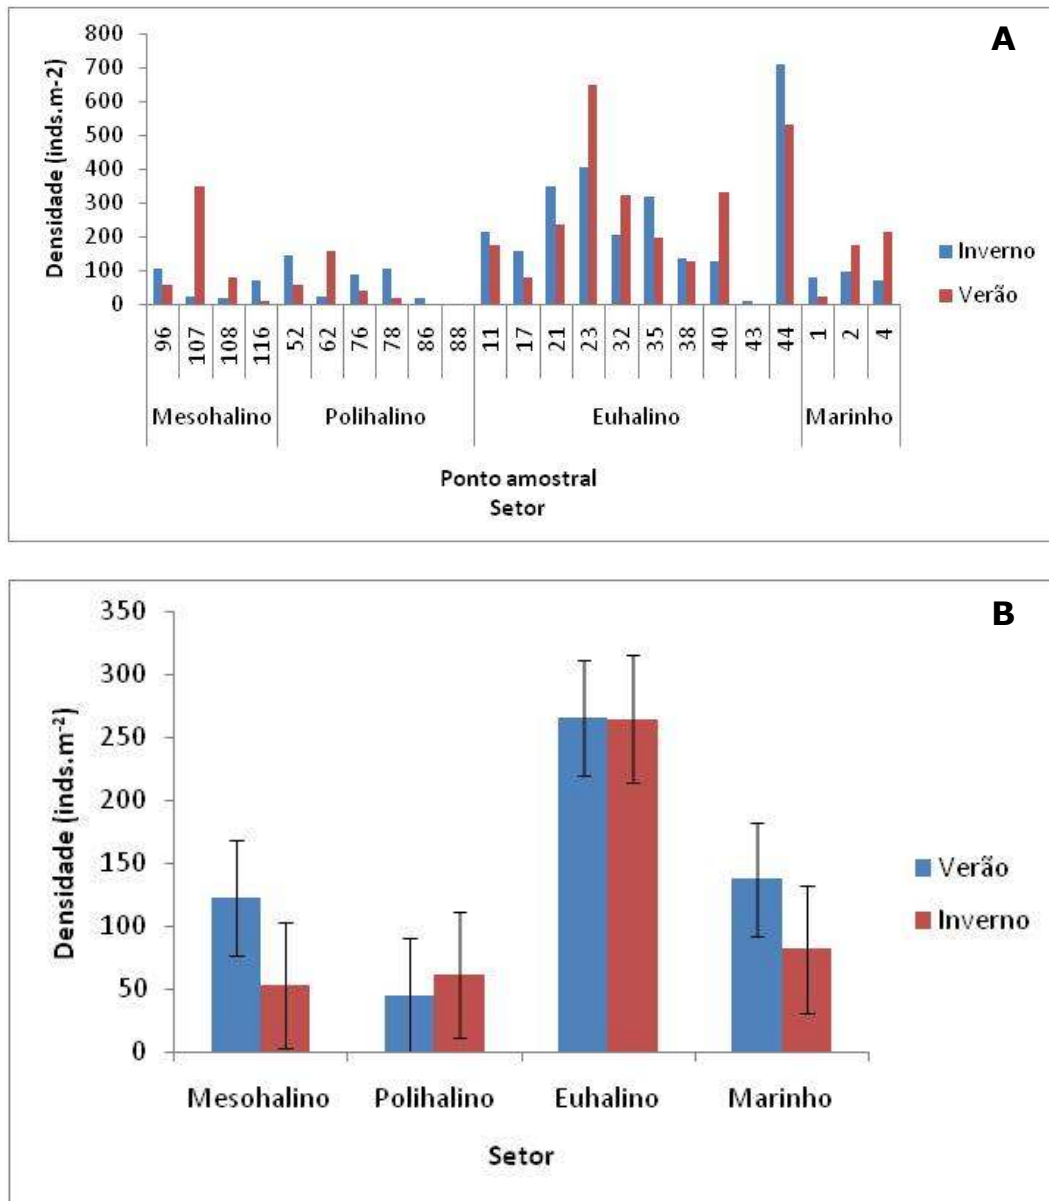 A
Densidade (inds.m-2)
800
700
600
500
400
300
200
100
0
96 107 108 116 52 62 76 78 86 88 11 17 21 23 32 35 38 40 43 44 1 2 4
Mesohalino Polihalino Euhalino Marinho
Ponto amostral
Setor
Inverno
Verão
B
Densidade (inds.m⁻²)
350
300
250
200
150
100
50
0
Mesohalino Polihalino Euhalino Marinho
Setor
Verão
Inverno